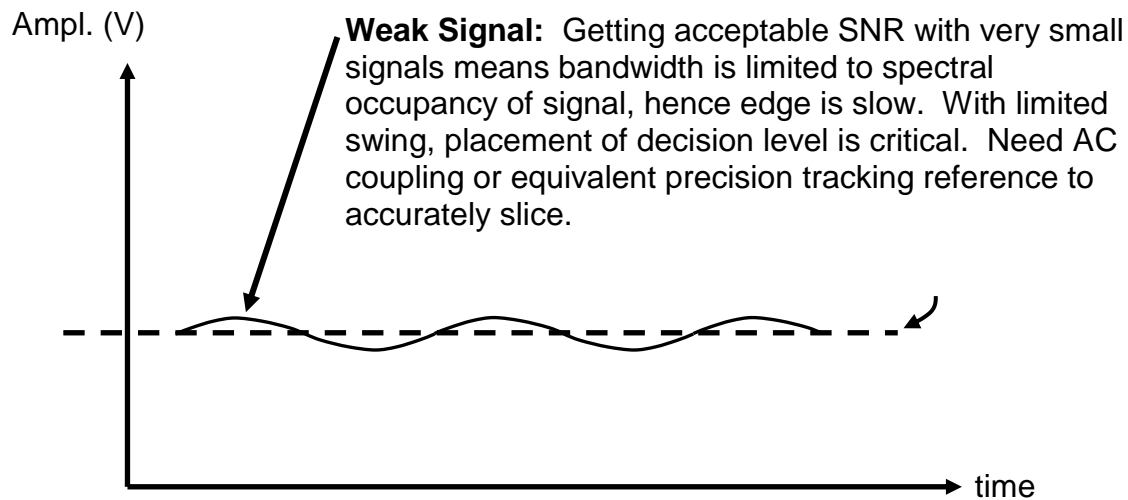 Ampl. (V)
Weak Signal: Getting acceptable SNR with very small
signals means bandwidth is limited to spectral
occupancy of signal, hence edge is slow. With limited
swing, placement of decision level is critical. Need AC
coupling or equivalent precision tracking reference to
accurately slice.
time